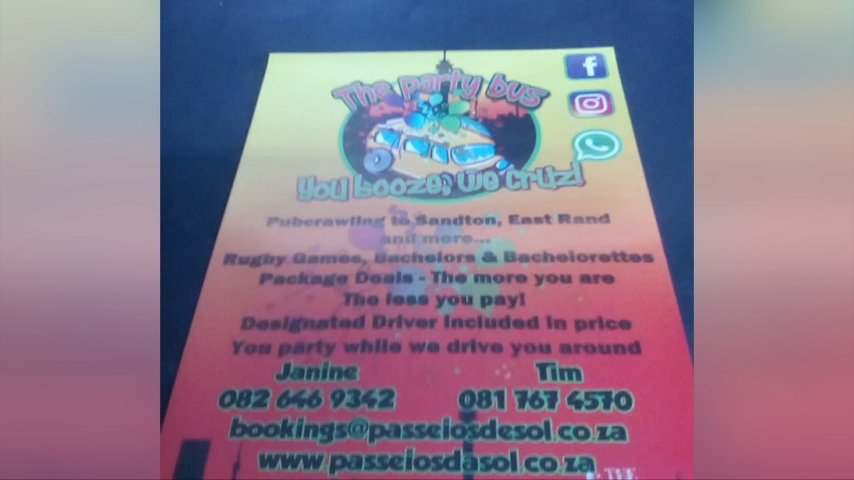 The party bus
You booze, we cruz!
Pubcrawling to Sandton, East Rand
and more...
Rugby Games, Bachelors & Bachelorettes
Package Deals - The more you are
The less you pay!
Designated Driver included in price
You party while we drive you around
Janine Tim
082 646 9342 081 767 4570
bookings@passeiosdesol.co.za
www.passeiosdasol.co.za
THE